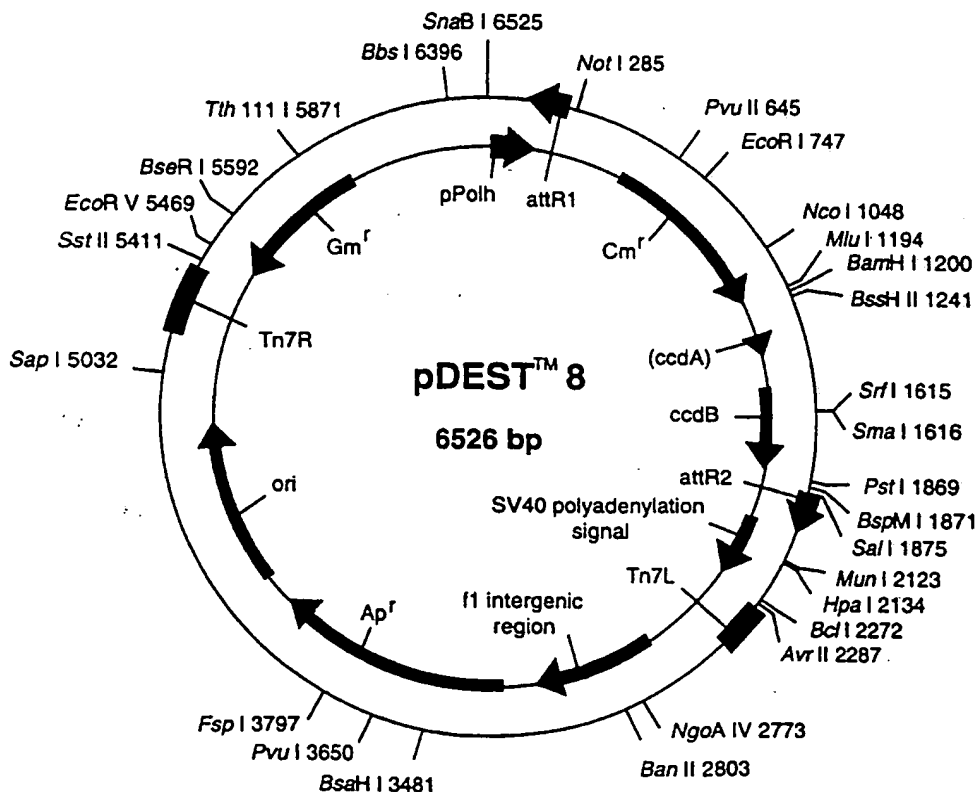 SnaB I 6525
Bbs I 6396
Not I 285
Tth 111 I 5871
Pvu II 645
EcoR I 747
BseR I 5592
EcoR V 5469
Sst II 5411
pPolh
attR1
Gmr
Cmr
Nco I 1048
Mlu I 1194
BamH I 1200
BssH II 1241
Tn7R
Sap I 5032
(ccdA)
pDEST™ 8
6526 bp
ccdB
Srf I 1615
Sma I 1616
attR2
Pst I 1869
BspM I 1871
Sal I 1875
ori
SV40 polyadenylation
signal
Tn7L
Mun I 2123
Hpa I 2134
Bcl I 2272
Avr II 2287
Apr
f1 intergenic
region
Fsp I 3797
Pvu I 3650
BsaH I 3481
NgoA IV 2773
Ban II 2803